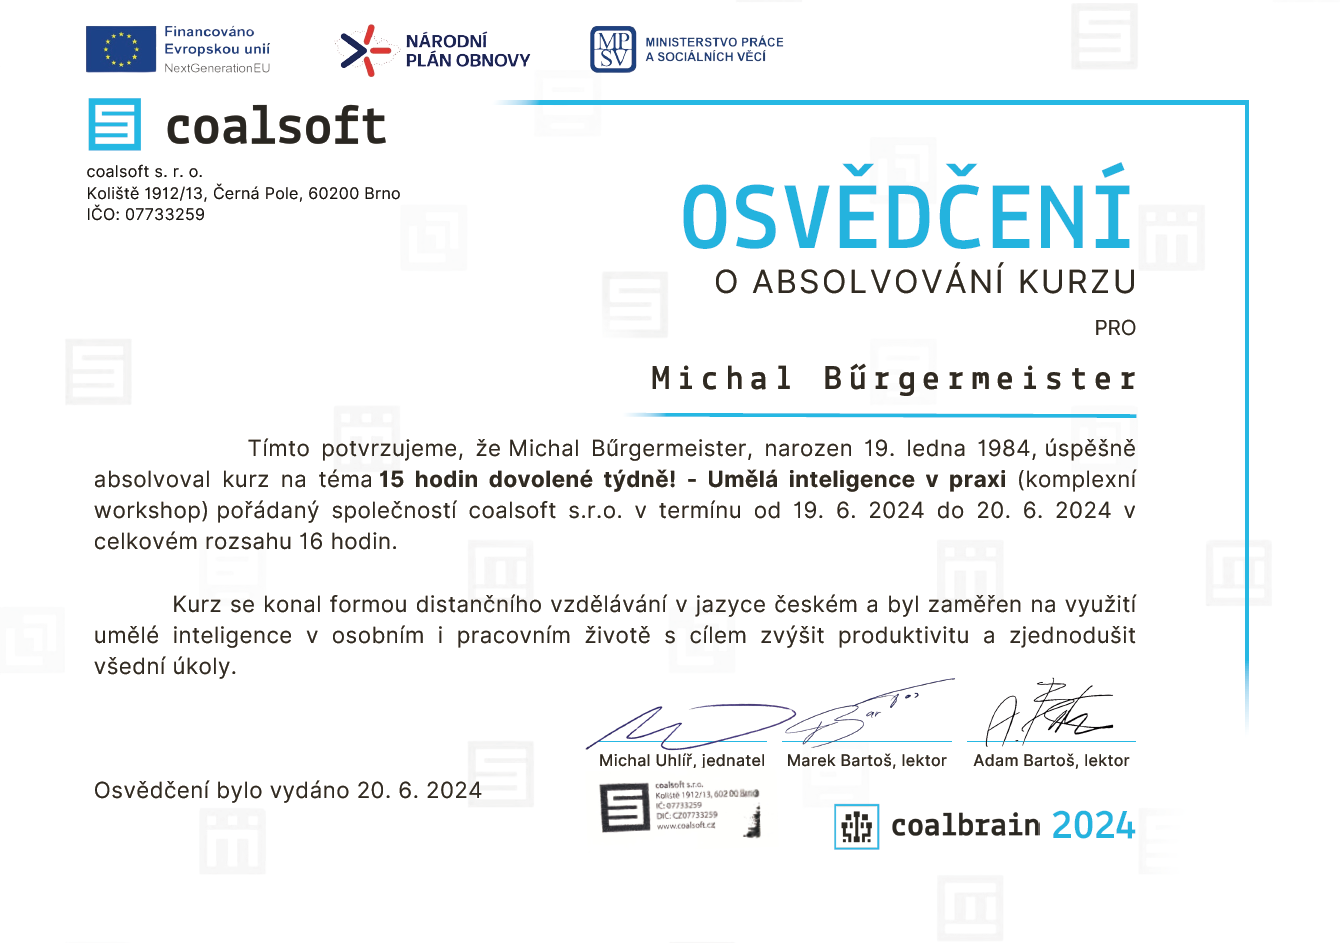 Financováno
Evropskou unií
NextGenerationEU
NÁRODNÍ
PLÁN OBNOVY
MP
SV
MINISTERSTVO PRÁCE
A SOCIÁLNÍCH VĚCÍ
coalsoft
coalsoft s. r. o.
Koliště 1912/13, Černá Pole, 60200 Brno
IČO: 07733259
OSVĚDČENÍ
O ABSOLVOVÁNÍ KURZU
PRO
Michal Bűrgermeister
Tímto potvrzujeme, že Michal Bűrgermeister, narozen 19. ledna 1984, úspěšně
absolvoval kurz na téma 15 hodin dovolené týdně! - Umělá inteligence v praxi (komplexní
workshop) pořádaný společností coalsoft s.r.o. v termínu od 19. 6. 2024 do 20. 6. 2024 v
celkovém rozsahu 16 hodin.
Kurz se konal formou distančního vzdělávání v jazyce českém a byl zaměřen na využití
umělé inteligence v osobním i pracovním životě s cílem zvýšit produktivitu a zjednodušit
všední úkoly.
Michal Uhlíř, jednatel
Marek Bartoš, lektor
Adam Bartoš, lektor
coalsoft s.r.o.
Koliště 1912/13, 602 00 Brno
IČ: 07733259
DIČ: CZ07733259
www.coalsoft.cz
Osvědčení bylo vydáno 20. 6. 2024
coalbrain 2024